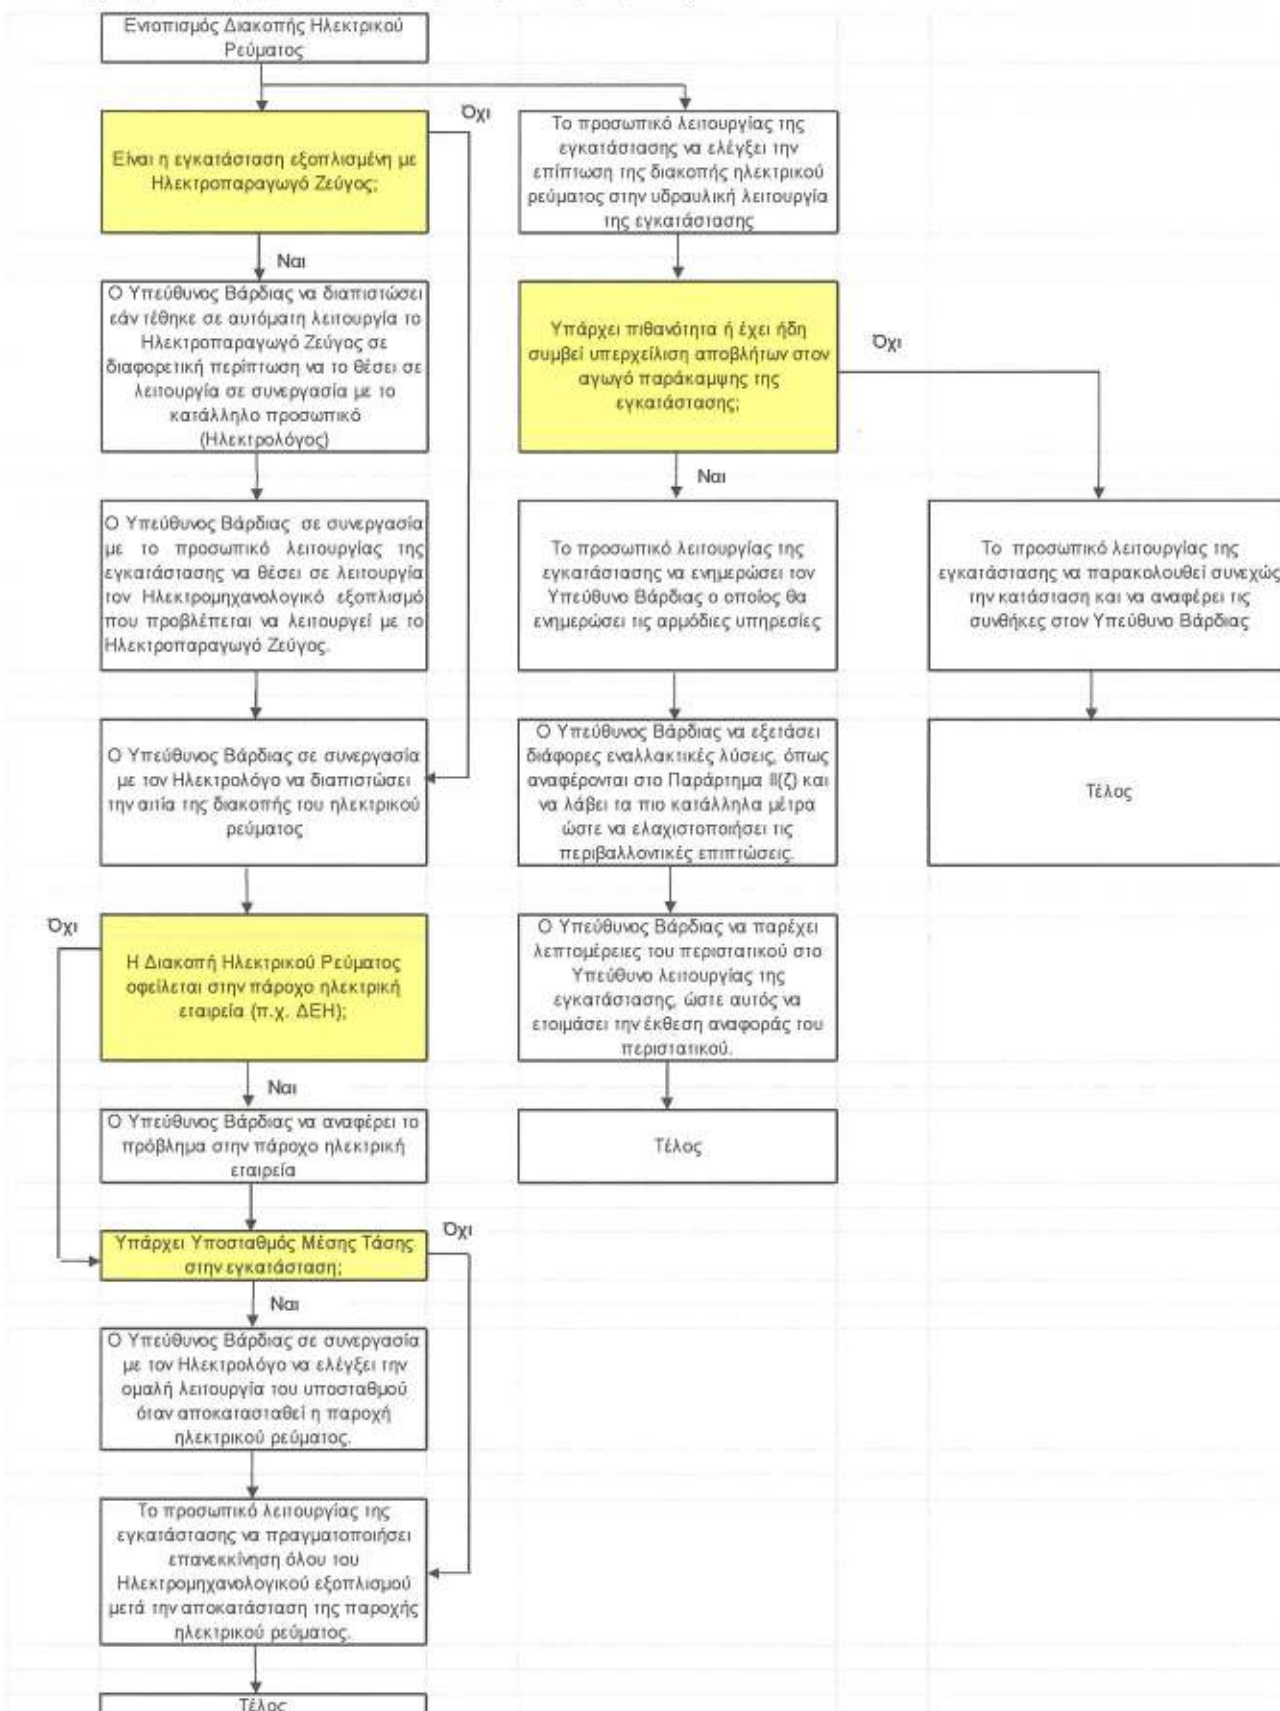 Εντοπισμός Διακοπής Ηλεκτρικού
Ρεύματος
Όχι
Είναι η εγκατάσταση εξοπλισμένη με
Ηλεκτροπαραγωγό Ζεύγος;
Ναι
Ο Υπεύθυνος Βάρδιας να διαπιστώσει
εάν τέθηκε σε αυτόματη λειτουργία το
Ηλεκτροπαραγωγό Ζεύγος σε
διαφορετική περίπτωση να το θέσει σε
λειτουργία σε συνεργασία με το
κατάλληλο προσωπικό
(Ηλεκτρολόγος)
Ο Υπεύθυνος Βάρδιας σε συνεργασία
με το προσωπικό λειτουργίας της
εγκατάστασης να θέσει σε λειτουργία
τον Ηλεκτρομηχανολογικό εξοπλισμό
που προβλέπεται να λειτουργεί με το
Ηλεκτροπαραγωγό Ζεύγος.
Ο Υπεύθυνος Βάρδιας σε συνεργασία
με τον Ηλεκτρολόγο να διαπιστώσει
την αιτία της διακοπής του ηλεκτρικού
ρεύματος
Όχι
Η Διακοπή Ηλεκτρικού Ρεύματος
οφείλεται στην πάροχο ηλεκτρική
εταιρεία (π.χ. ΔΕΗ);
Ναι
Ο Υπεύθυνος Βάρδιας να αναφέρει το
πρόβλημα στην πάροχο ηλεκτρική
εταιρεία
Όχι
Υπάρχει Υποσταθμός Μέσης Τάσης
στην εγκατάσταση;
Ναι
Ο Υπεύθυνος Βάρδιας σε συνεργασία
με τον Ηλεκτρολόγο να ελέγξει την
ομαλή λειτουργία του υποσταθμού
όταν αποκατασταθεί η παροχή
ηλεκτρικού ρεύματος.
Το προσωπικό λειτουργίας της
εγκατάστασης να πραγματοποιήσει
επανεκκίνηση όλου του
Ηλεκτρομηχανολογικού εξοπλισμού
μετά την αποκατάσταση της παροχής
ηλεκτρικού ρεύματος.
Τέλος
Το προσωπικό λειτουργίας της
εγκατάστασης να ελέγξει την
επίπτωση της διακοπής ηλεκτρικού
ρεύματος στην υδραυλική λειτουργία
της εγκατάστασης
Υπάρχει πιθανότητα ή έχει ήδη
συμβεί υπερχείλιση αποβλήτων στον
αγωγό παράκαμψης της
εγκατάστασης;
Όχι
Ναι
Το προσωπικό λειτουργίας της
εγκατάστασης να ενημερώσει τον
Υπεύθυνο Βάρδιας ο οποίος θα
ενημερώσει τις αρμόδιες υπηρεσίες
Ο Υπεύθυνος Βάρδιας να εξετάσει
διάφορες εναλλακτικές λύσεις, όπως
αναφέρονται στο Παράρτημα ΙΙ(ζ) και
να λάβει τα πιο κατάλληλα μέτρα
ώστε να ελαχιστοποιήσει τις
περιβαλλοντικές επιπτώσεις.
Ο Υπεύθυνος Βάρδιας να παρέχει
λεπτομέρειες του περιστατικού στο
Υπεύθυνο λειτουργίας της
εγκατάστασης, ώστε αυτός να
ετοιμάσει την έκθεση αναφοράς του
περιστατικού.
Τέλος
Το προσωπικό λειτουργίας της
εγκατάστασης να παρακολουθεί συνεχώς
την κατάσταση και να αναφέρει τις
συνθήκες στον Υπεύθυνο Βάρδιας
Τέλος